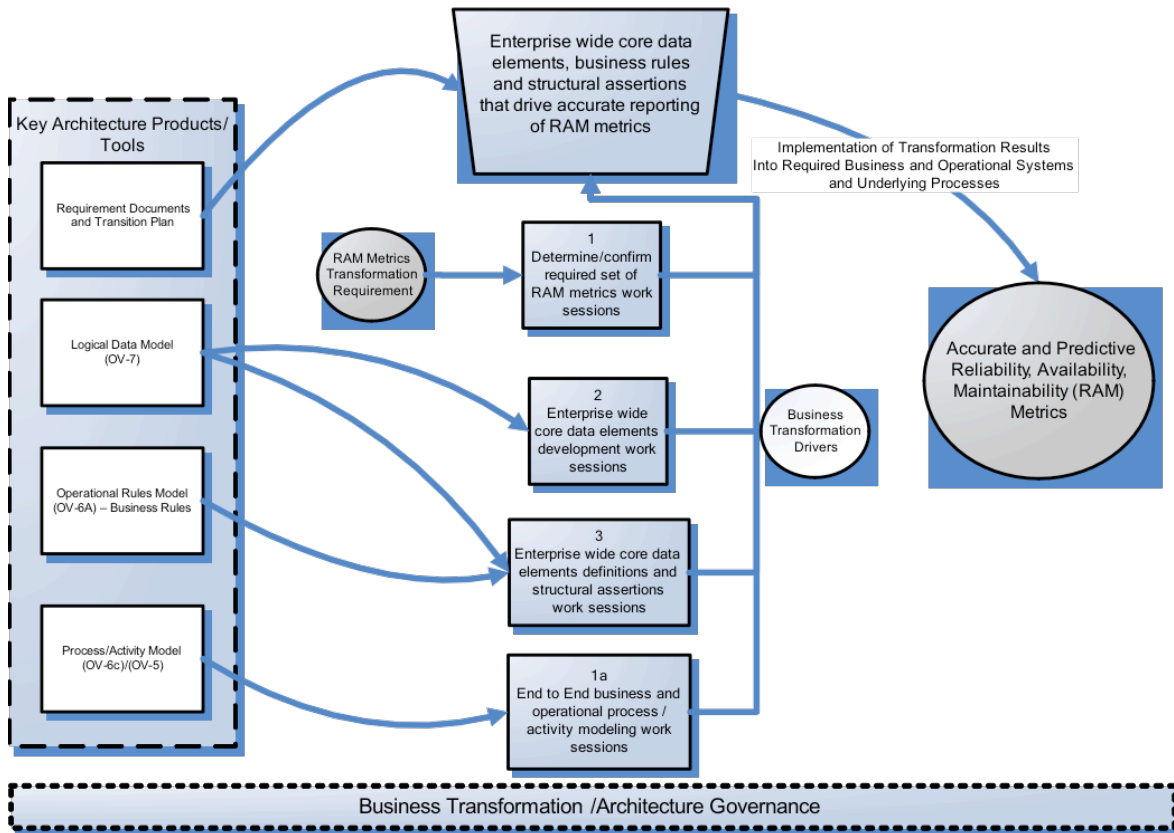 Enterprise wide core data
elements, business rules
and structural assertions
that drive accurate reporting
of RAM metrics
Key Architecture Products/
Tools
Implementation of Transformation Results
Into Required Business and Operational Systems
and Underlying Processes
Requirement Documents
and Transition Plan
RAM Metrics
Transformation
Requirement
1
Determine/confirm
required set of
RAM metrics work
sessions
Logical Data Model
(OV-7)
Accurate and Predictive
Reliability, Availability,
Maintainability (RAM)
Metrics
2
Enterprise wide
core data elements
development work
sessions
Business
Transformation
Drivers
Operational Rules Model
(OV-6A) – Business Rules
3
Enterprise wide core data
elements definitions and
structural assertions
work sessions
Process/Activity Model
(OV-6c)/(OV-5)
1a
End to End business and
operational process /
activity modeling work
sessions
Business Transformation /Architecture Governance